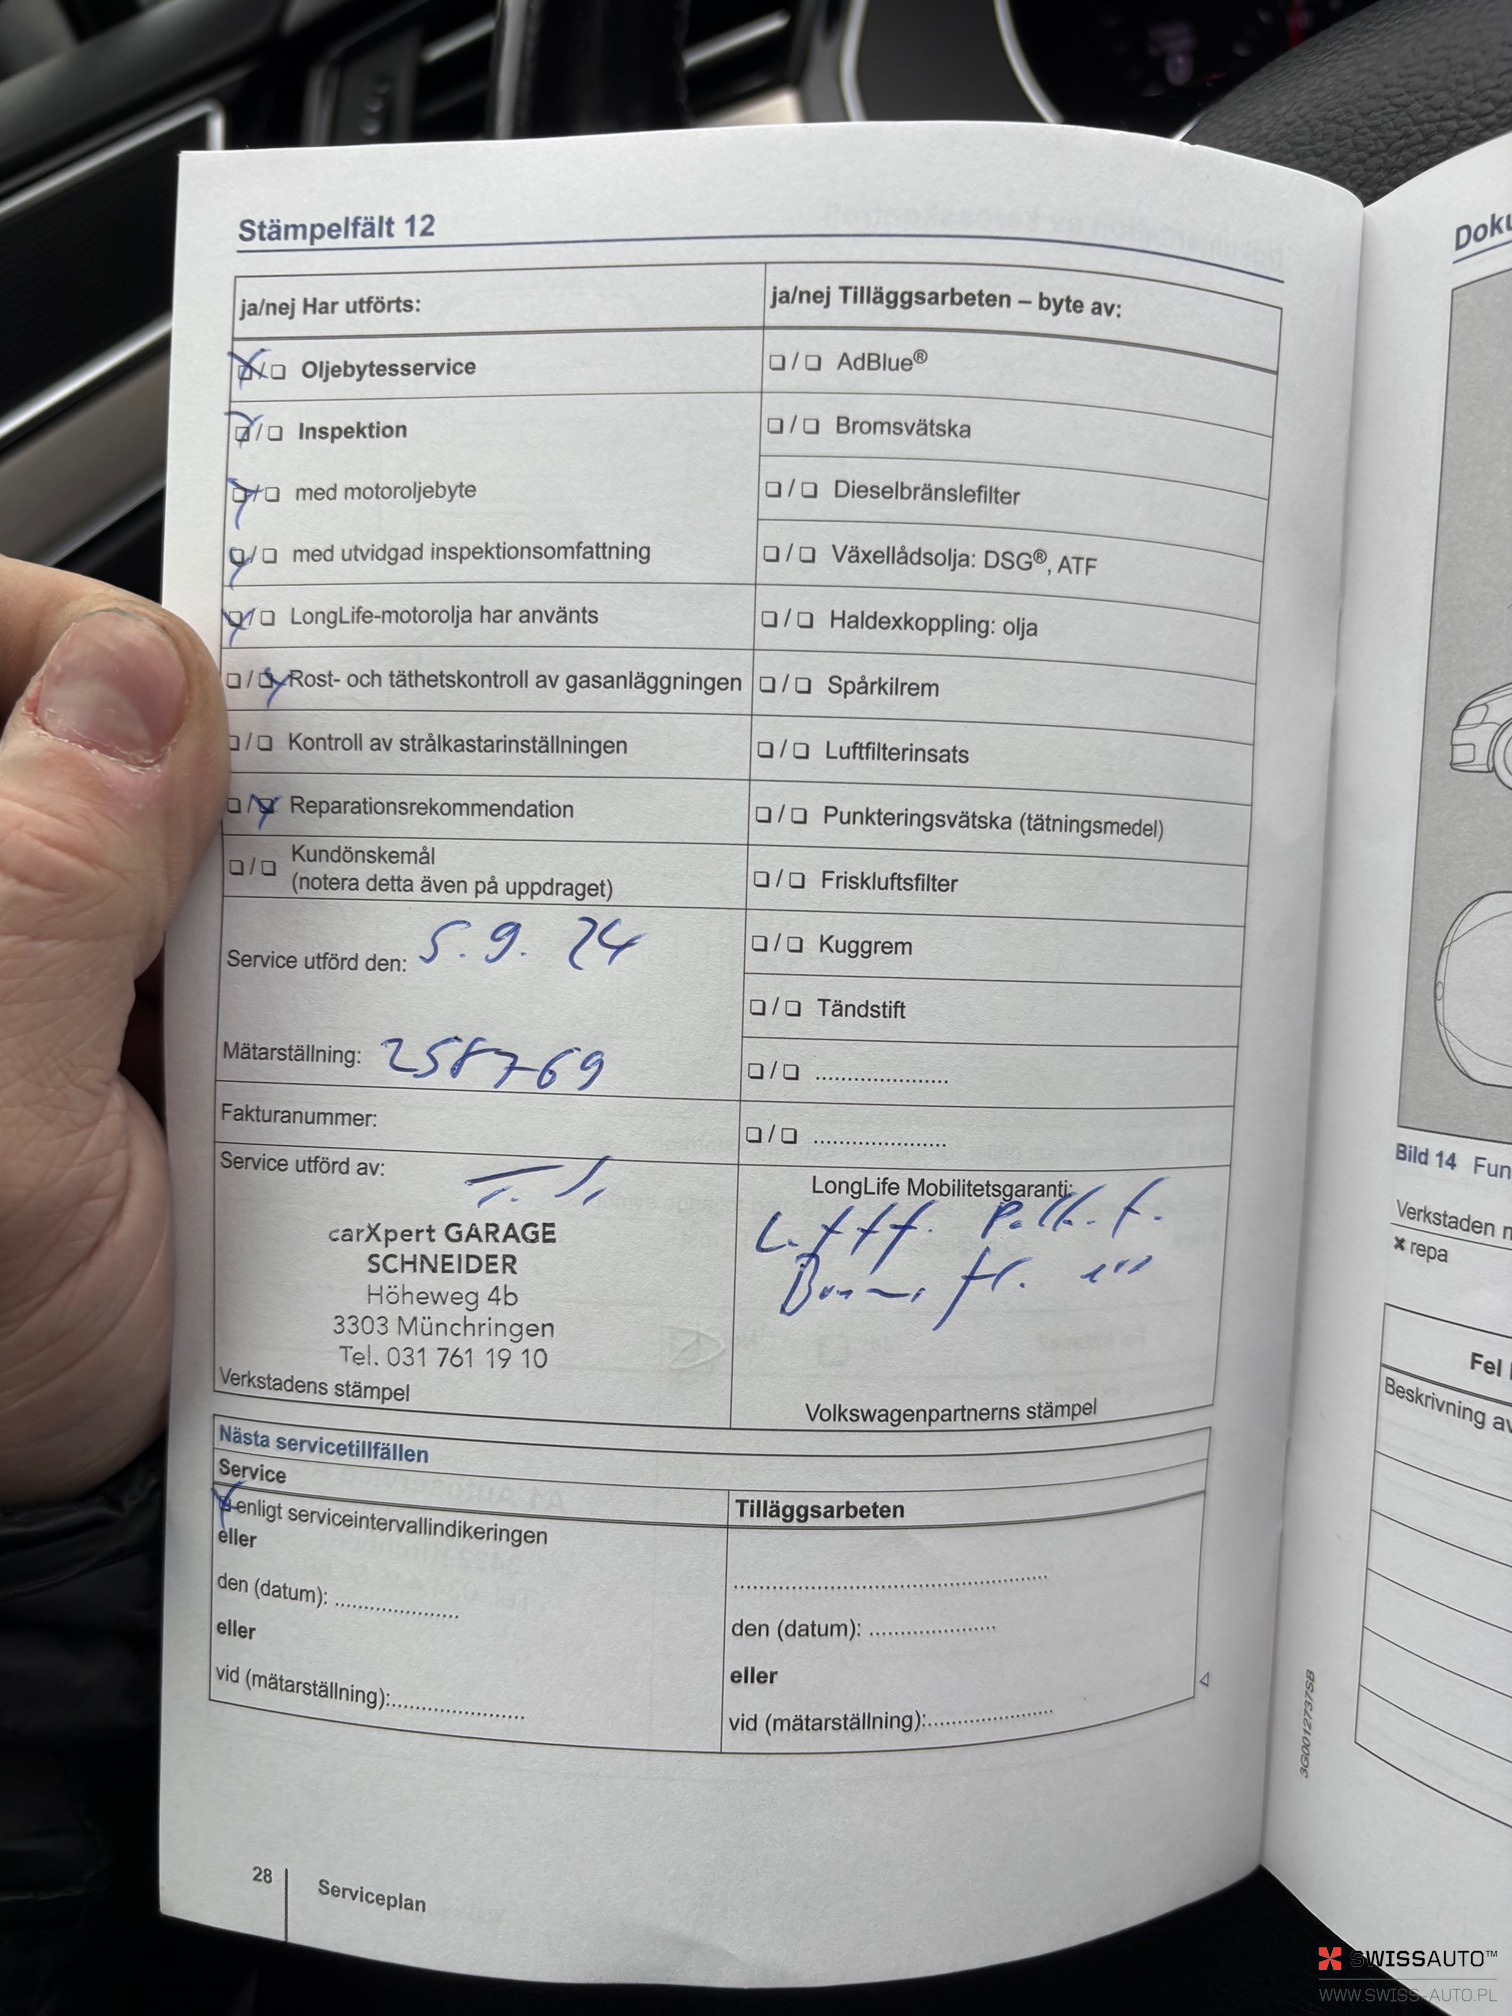 Stämpelfält 12
ja/nej Har utförts:
❏ / ❏ Oljebytesservice
❏ / ❏ Inspektion
❏ / ❏ med motoroljebyte
❏ / ❏ med utvidgad inspektionsomfattning
❏ / ❏ LongLife-motorolja har använts
❏ / ❏ Rost- och täthetskontroll av gasanläggningen
❏ / ❏ Kontroll av strålkastarinställningen
❏ / ❏ Reparationsrekommendation
❏ / ❏ Kundönskemål
(notera detta även på uppdraget)
Service utförd den: 5.9.24
Mätarställning: 258769
Fakturanummer:
Service utförd av:
carXpert GARAGE
SCHNEIDER
Höheweg 4b
3303 Münchringen
Tel. 031 761 19 10
Verkstadens stämpel
ja/nej Tilläggsarbeten – byte av:
❏ / ❏ AdBlue®
❏ / ❏ Bromsvätska
❏ / ❏ Dieselbränslefilter
❏ / ❏ Växellådsolja: DSG®, ATF
❏ / ❏ Haldexkoppling: olja
❏ / ❏ Spårkilrem
❏ / ❏ Luftfilterinsats
❏ / ❏ Punkteringsvätska (tätningsmedel)
❏ / ❏ Friskluftsfilter
❏ / ❏ Kuggrem
❏ / ❏ Tändstift
❏ / ❏ ......................
❏ / ❏ ......................
LongLife Mobilitetsgaranti:
Volkswagenpartnerns stämpel
Nästa servicetillfällen
Service
enligt serviceintervallindikeringen
eller
den (datum): ....................
eller
vid (mätarställning):......................
Tilläggsarbeten
..................................................
den (datum): ....................
eller
vid (mätarställning):....................
28 Serviceplan
3G0012737SB
Doku
Bild 14 Fun
Verkstaden
✖ repa
Fel
Beskrivning av
SWISSAUTO™
WWW.SWISS-AUTO.PL